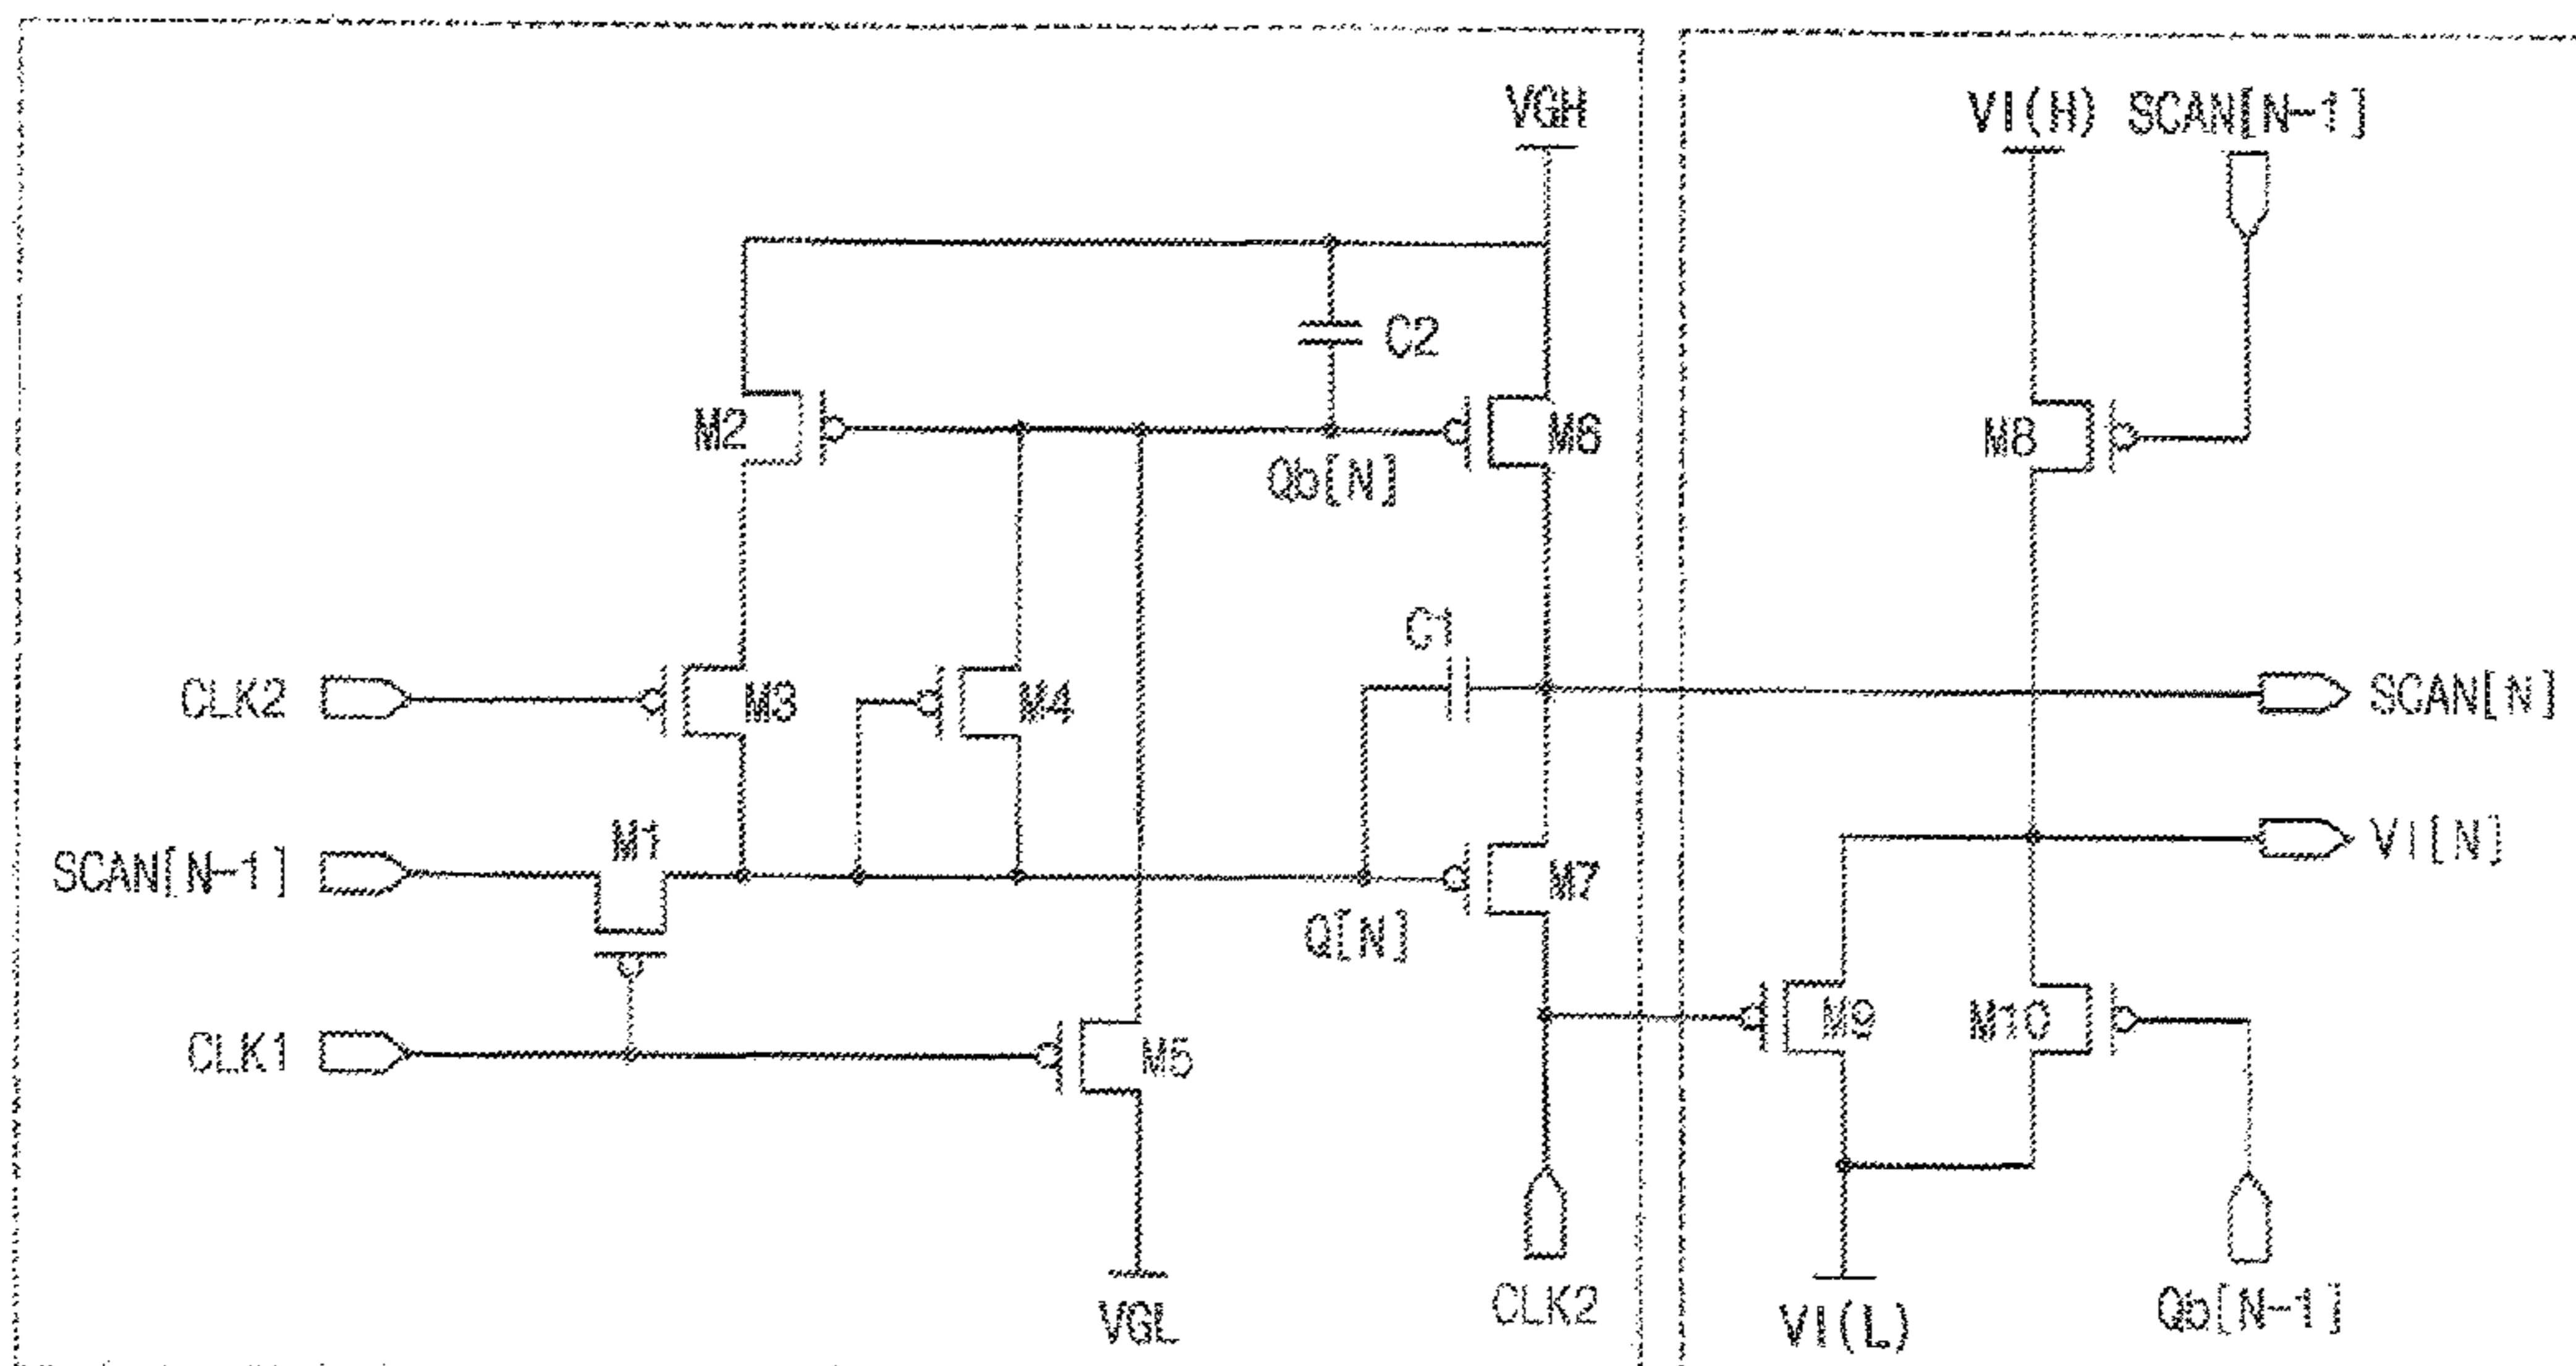 VGH
VI(H)
SCAN[N-1]
C2
M2
M6
M8
Qb[N]
C1
CLK2
M3
M4
SCAN[N]
M1
VI[N]
SCAN[N-1]
M7
Q[N]
M9
M10
CLK1
M5
CLK2
VGL
VI(L)
Qb[N-1]